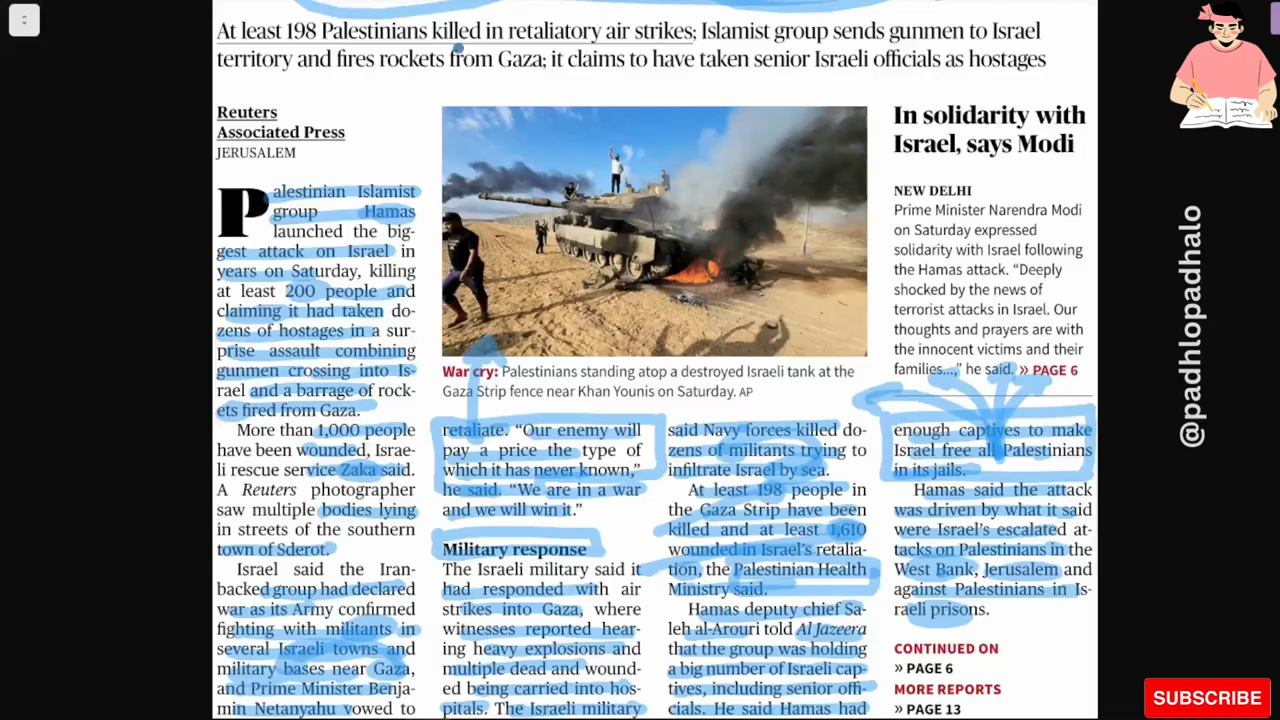 At least 198 Palestinians killed in retaliatory air strikes; Islamist group sends gunmen to Israel
territory and fires rockets from Gaza; it claims to have taken senior Israeli officials as hostages
Reuters
Associated Press
JERUSALEM
Palestinian Islamist
group Hamas
launched the big-
gest attack on Israel in
years on Saturday, killing
at least 200 people and
claiming it had taken do-
zens of hostages in a sur-
prise assault combining
gunmen crossing into Is-
rael and a barrage of rock-
ets fired from Gaza.
More than 1,000 people
have been wounded, Israe-
li rescue service Zaka said.
A Reuters photographer
saw multiple bodies lying
in streets of the southern
town of Sderot.
Israel said the Iran-
backed group had declared
war as its Army confirmed
fighting with militants in
several Israeli towns and
military bases near Gaza,
and Prime Minister Benja-
min Netanyahu vowed to
War cry: Palestinians standing atop a destroyed Israeli tank at the
Gaza Strip fence near Khan Younis on Saturday. AP
retaliate. “Our enemy will
pay a price the type of
which it has never known,”
he said. “We are in a war
and we will win it.”
Military response
The Israeli military said it
had responded with air
strikes into Gaza, where
witnesses reported hear-
ing heavy explosions and
multiple dead and wound-
ed being carried into hos-
pitals. The Israeli military
said Navy forces killed do-
zens of militants trying to
infiltrate Israel by sea.
At least 198 people in
the Gaza Strip have been
killed and at least 1,610
wounded in Israel’s retalia-
tion, the Palestinian Health
Ministry said.
Hamas deputy chief Sa-
leh al-Arouri told Al Jazeera
that the group was holding
a big number of Israeli cap-
tives, including senior offi-
cials. He said Hamas had
In solidarity with
Israel, says Modi
NEW DELHI
Prime Minister Narendra Modi
on Saturday expressed
solidarity with Israel following
the Hamas attack. “Deeply
shocked by the news of
terrorist attacks in Israel. Our
thoughts and prayers are with
the innocent victims and their
families...,” he said. » PAGE 6
enough captives to make
Israel free all Palestinians
in its jails.
Hamas said the attack
was driven by what it said
were Israel’s escalated at-
tacks on Palestinians in the
West Bank, Jerusalem and
against Palestinians in Is-
raeli prisons.
CONTINUED ON
» PAGE 6
MORE REPORTS
» PAGE 13
@padhlopadhalo
SUBSCRIBE